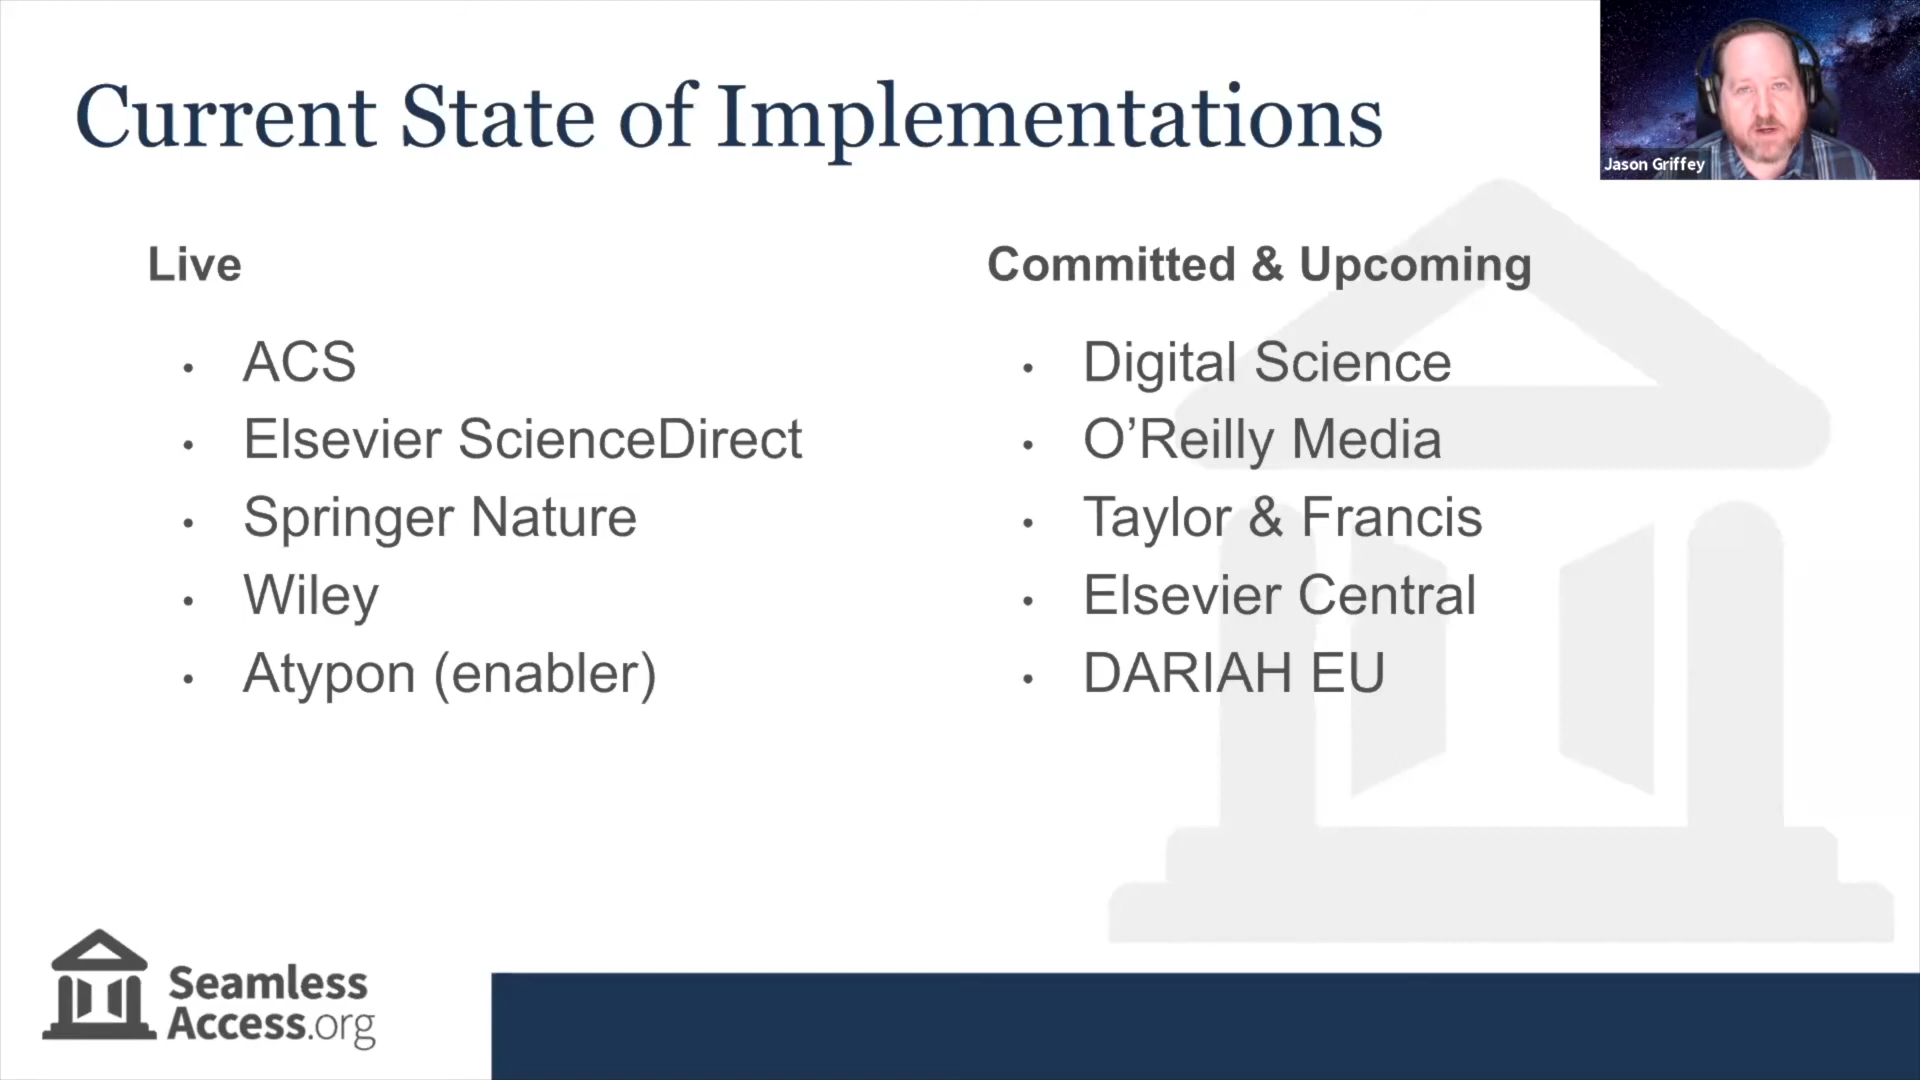 Current State of Implementations
Jason Griffey
Live
• ACS
• Elsevier ScienceDirect
• Springer Nature
• Wiley
• Atypon (enabler)
Committed & Upcoming
• Digital Science
• O’Reilly Media
• Taylor & Francis
• Elsevier Central
• DARIAH EU
Seamless
Access.org